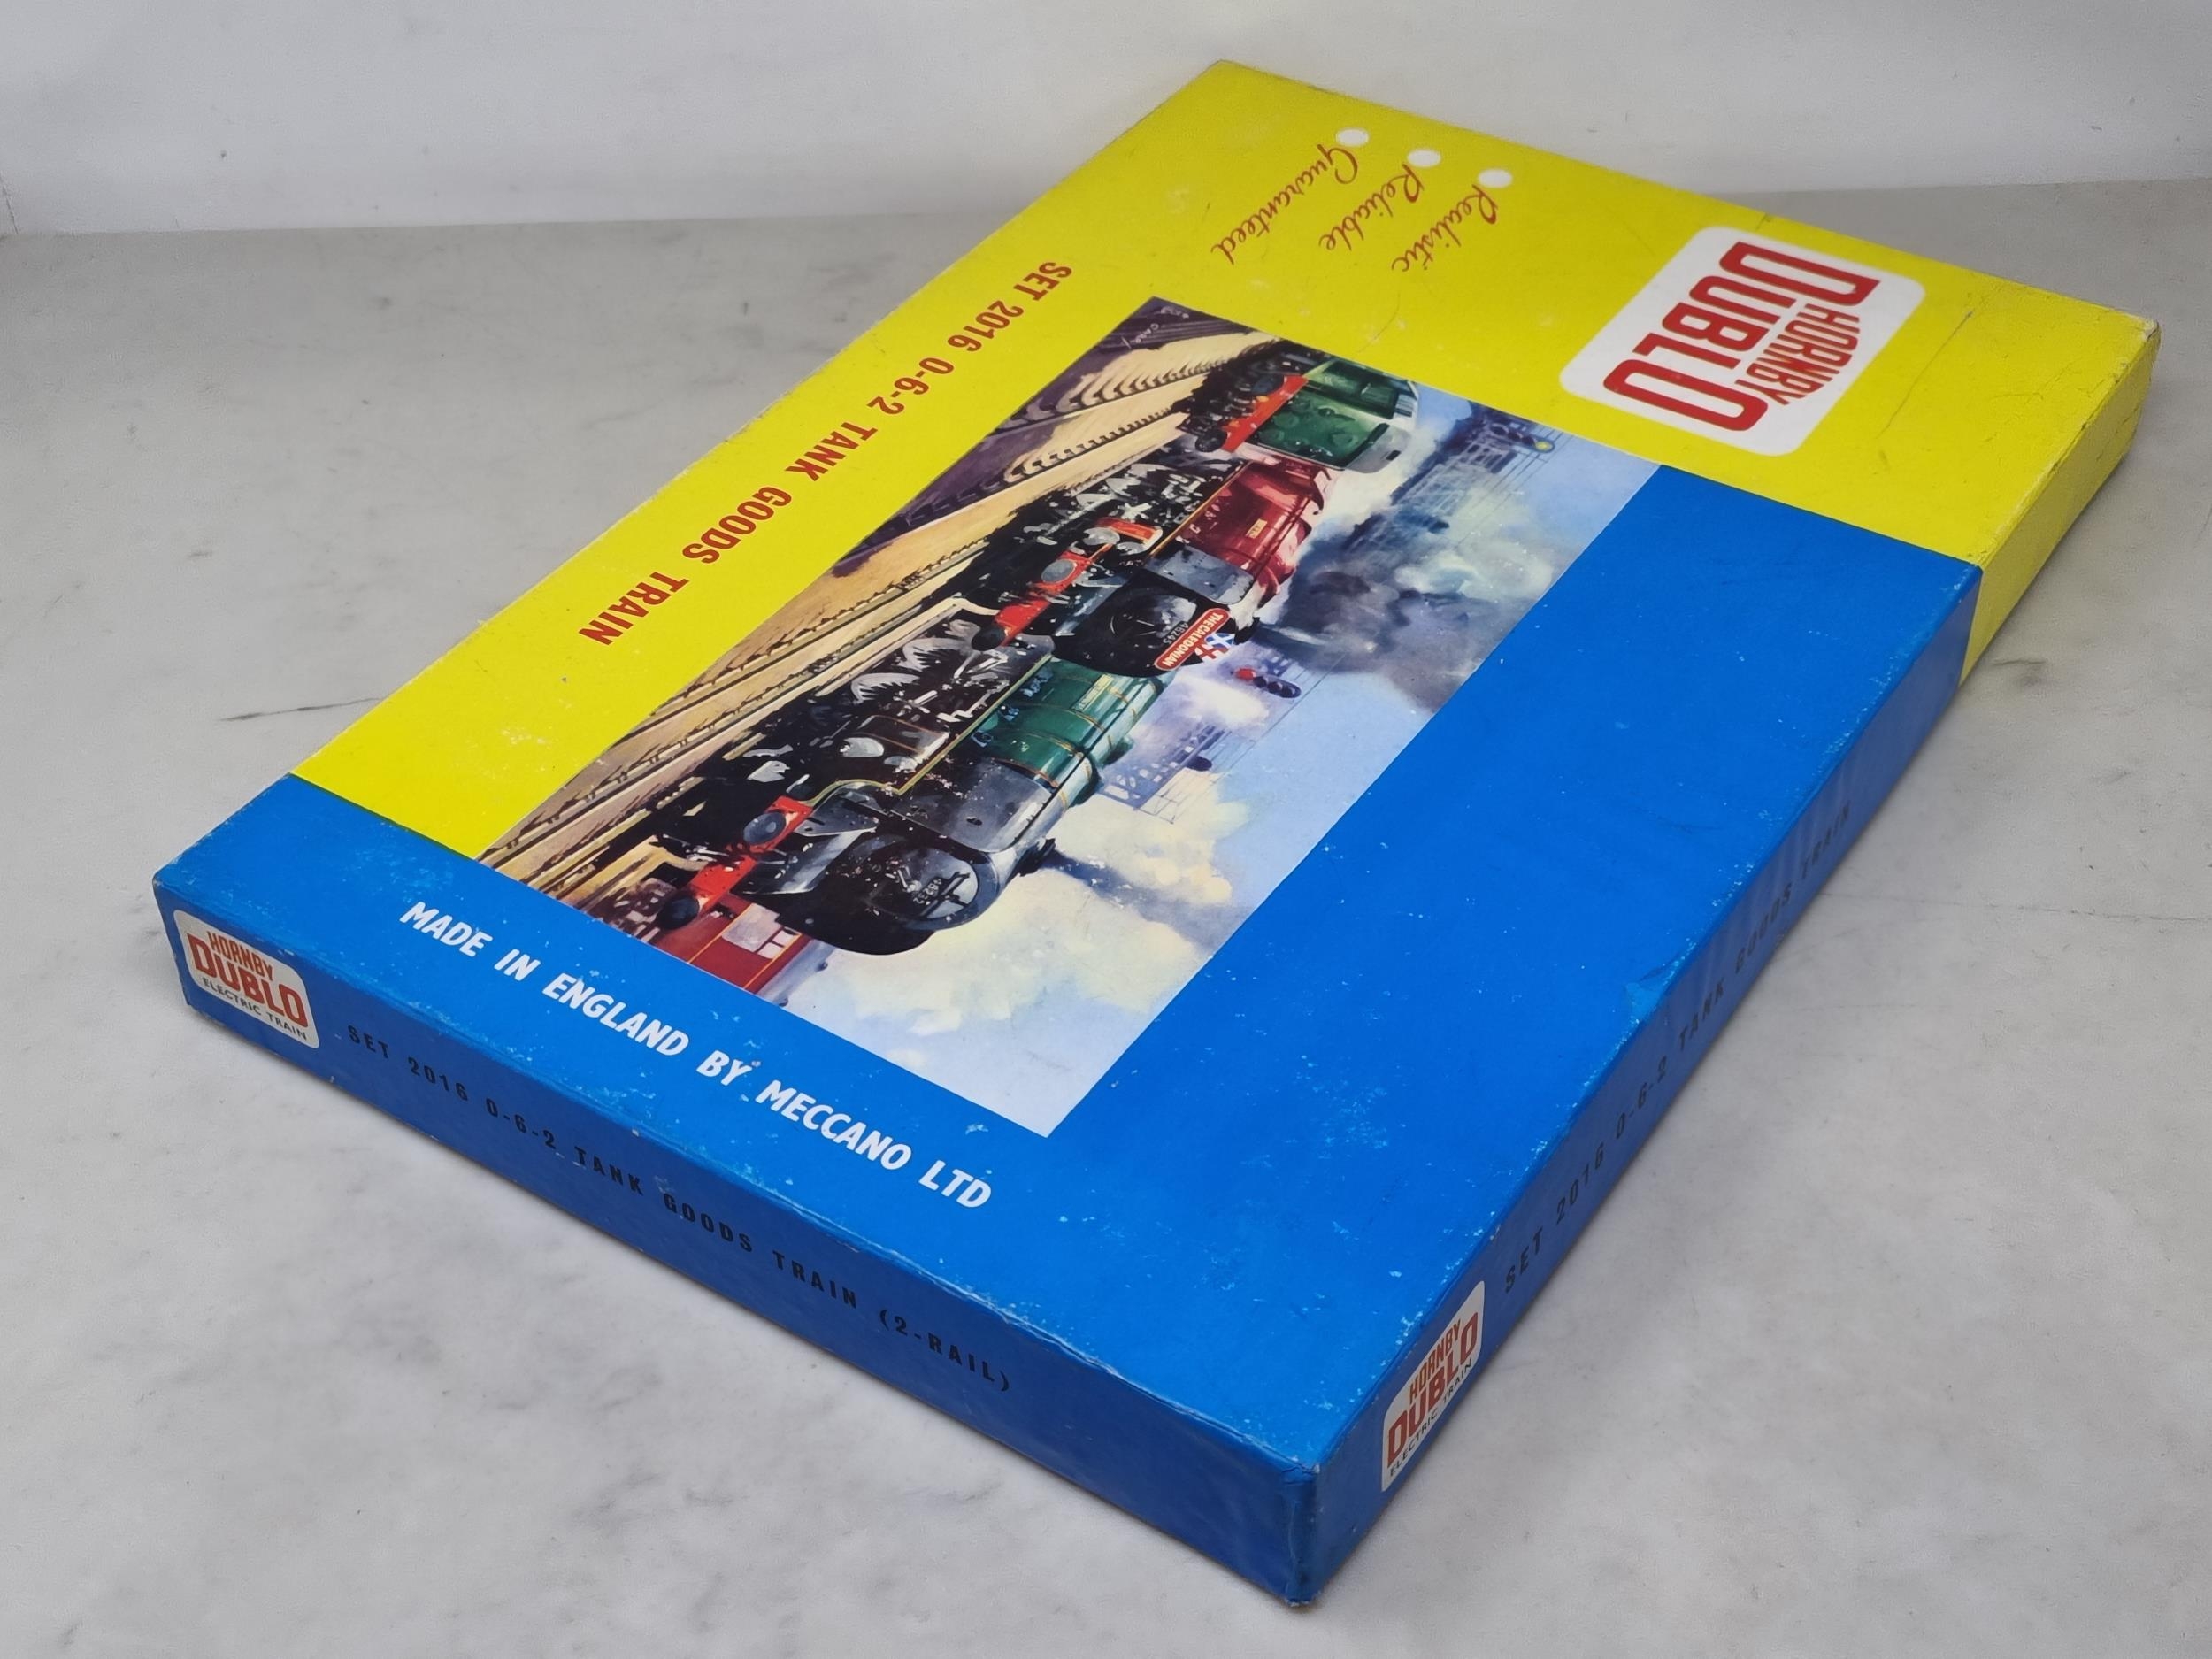 HORNBY
DUBLO
Realistic
Reliable
Guaranteed
THE CALEDONIAN
46245
SET 2016 0-6-2 TANK GOODS TRAIN
MADE IN ENGLAND BY MECCANO LTD
HORNBY
DUBLO
ELECTRIC TRAIN
SET 2016 0-6-2 TANK GOODS TRAIN (2-RAIL)
HORNBY
DUBLO
ELECTRIC TRAIN
SET 2016 0-6-2 TANK GOODS TRAIN